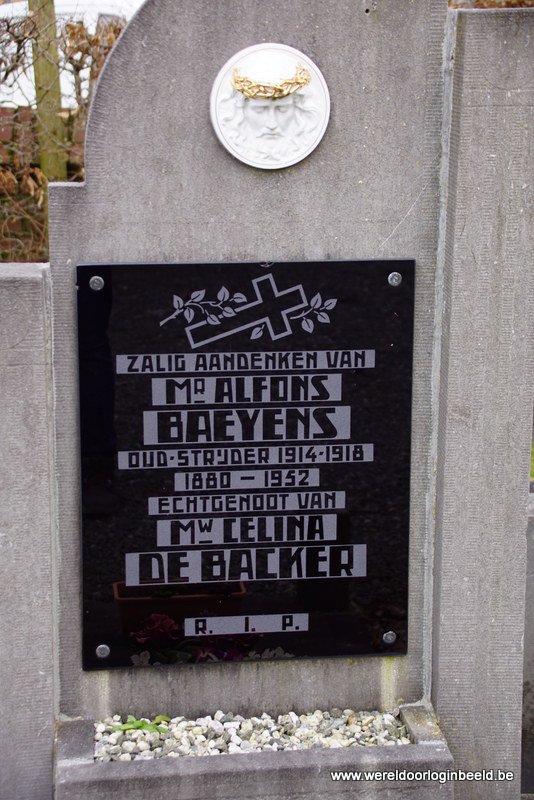 ZALIG AANDENKEN VAN
MR ALFONS
BAEYENS
OUD-STRIJDER 1914-1918
1880 – 1952
ECHTGENOOT VAN
MW CELINA
DE BACKER
R. I. P.
www.wereldoorloginbeeld.be